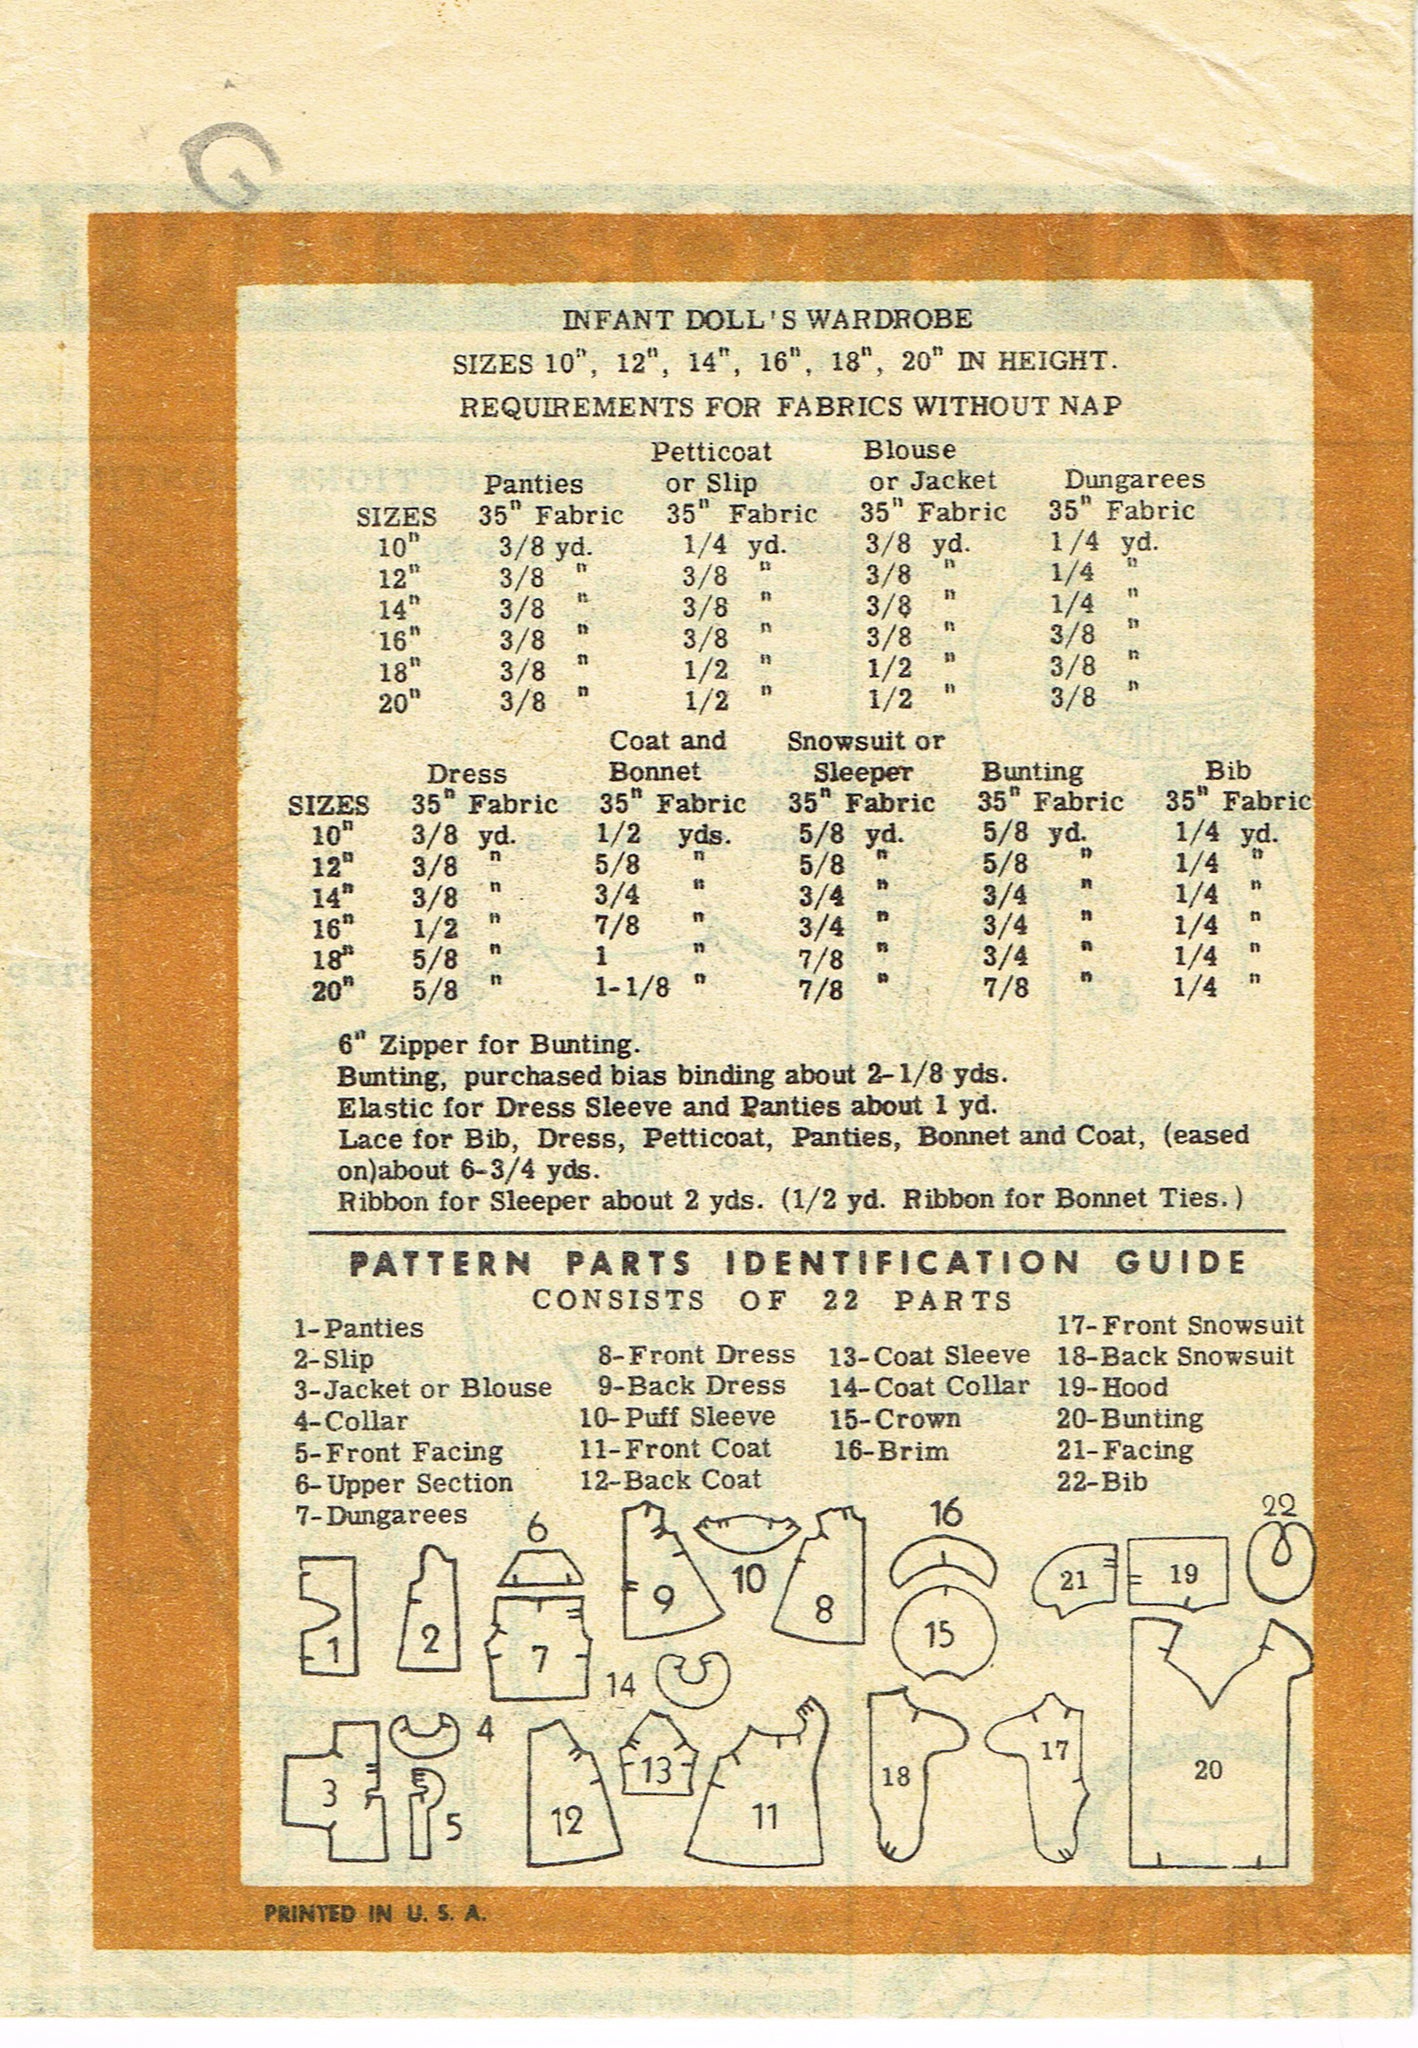 G
INFANT DOLL'S WARDROBE
SIZES 10", 12", 14", 16", 18", 20" IN HEIGHT.
REQUIREMENTS FOR FABRICS WITHOUT NAP
Petticoat Blouse
Panties or Slip or Jacket Dungarees
SIZES 35" Fabric 35" Fabric 35" Fabric 35" Fabric
10" 3/8 yd. 1/4 yd. 3/8 yd. 1/4 yd.
12" 3/8 " 3/8 " 3/8 " 1/4 "
14" 3/8 " 3/8 " 3/8 " 1/4 "
16" 3/8 " 3/8 " 3/8 " 3/8 "
18" 3/8 " 1/2 " 1/2 " 3/8 "
20" 3/8 " 1/2 " 1/2 " 3/8 "
Coat and Snowsuit or
Dress Bonnet Sleeper Bunting Bib
SIZES 35" Fabric 35" Fabric 35" Fabric 35" Fabric 35" Fabric
10" 3/8 yd. 1/2 yds. 5/8 yd. 5/8 yd. 1/4 yd.
12" 3/8 " 5/8 " 5/8 " 5/8 " 1/4 "
14" 3/8 " 3/4 " 3/4 " 3/4 " 1/4 "
16" 1/2 " 7/8 " 3/4 " 3/4 " 1/4 "
18" 5/8 " 1 " 7/8 " 3/4 " 1/4 "
20" 5/8 " 1-1/8 " 7/8 " 7/8 " 1/4 "
6" Zipper for Bunting.
Bunting, purchased bias binding about 2-1/8 yds.
Elastic for Dress Sleeve and Panties about 1 yd.
Lace for Bib, Dress, Petticoat, Panties, Bonnet and Coat, (eased
on)about 6-3/4 yds.
Ribbon for Sleeper about 2 yds. (1/2 yd. Ribbon for Bonnet Ties.)
PATTERN PARTS IDENTIFICATION GUIDE
CONSISTS OF 22 PARTS
1-Panties
2-Slip
3-Jacket or Blouse
4-Collar
5-Front Facing
6-Upper Section
7-Dungarees
8-Front Dress
9-Back Dress
10-Puff Sleeve
11-Front Coat
12-Back Coat
13-Coat Sleeve
14-Coat Collar
15-Crown
16-Brim
17-Front Snowsuit
18-Back Snowsuit
19-Hood
20-Bunting
21-Facing
22-Bib
6 16 22
9 10 8 21 19
1 2 7 15
14
3 4 13 18 17 20
5 12 11
PRINTED IN U. S. A.